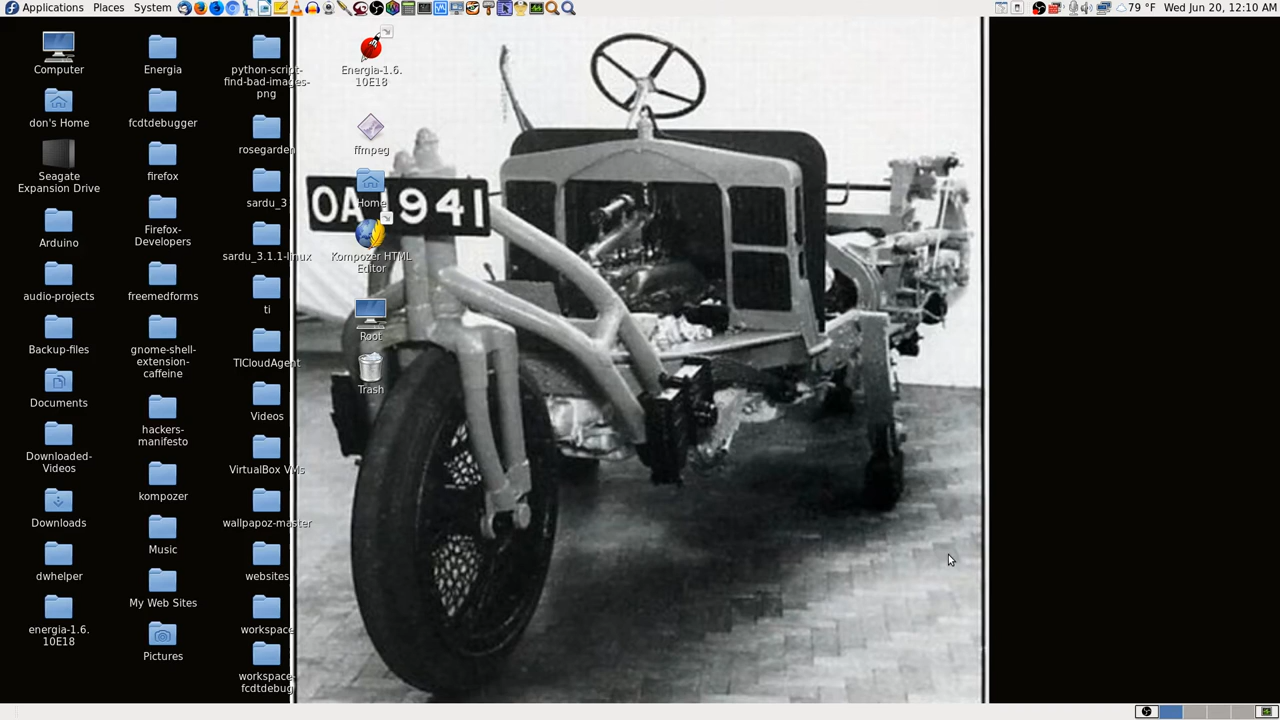 Applications Places System
79 °F Wed Jun 20, 12:10 AM
Computer
don's Home
Seagate
Expansion Drive
Arduino
audio-projects
Backup-files
Documents
Downloaded-
Videos
Downloads
dwhelper
energia-1.6.
10E18
Energia
fcdtdebugger
firefox
Firefox-
Developers
freemedforms
gnome-shell-
extension-
caffeine
hackers-
manifesto
kompozer
Music
My Web Sites
Pictures
python-script-
find-bad-images-
png
rosegarden
sardu_3
sardu_3.1.1-linux
ti
TICloudAgent
Videos
VirtualBox VMs
wallpapoz-master
websites
workspace
workspace-
fcdtdebug
Energia-1.6.
10E18
ffmpeg
Home
Kompozer HTML
Editor
Root
Trash
OA 1941